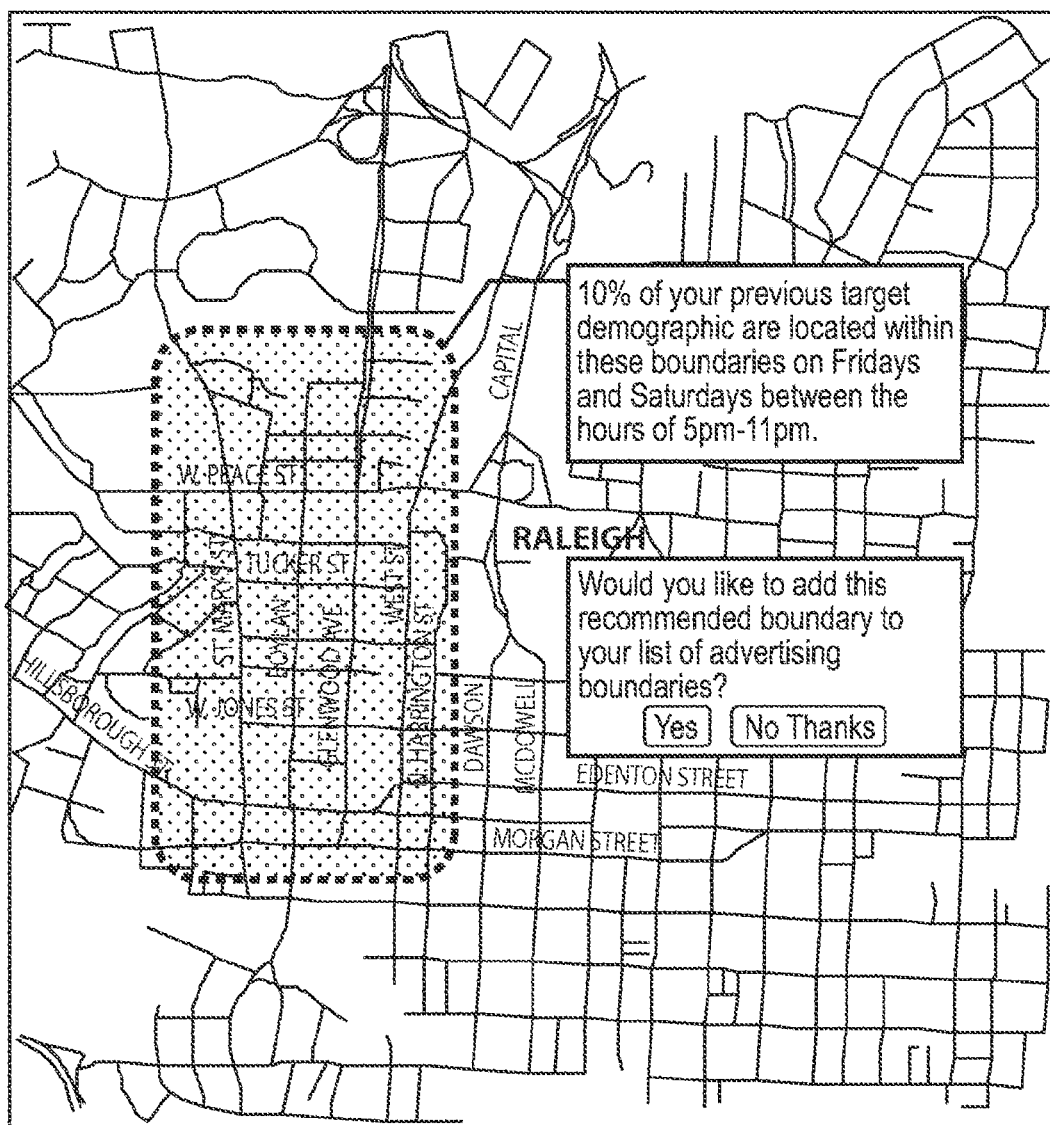 CAPITAL
10% of your previous target
demographic are located within
these boundaries on Fridays
and Saturdays between the
hours of 5pm-11pm.
W. PEACE ST
RALEIGH
TUCKER ST
ST MARYS ST
BOYLAN
GLENWOOD AVE
WEST ST
N HARRINGTON ST
Would you like to add this
recommended boundary to
your list of advertising
boundaries?
Yes No Thanks
HILLSBOROUGH
W. JONES ST
DAWSON
MCDOWELL
EDENTON STREET
MORGAN STREET